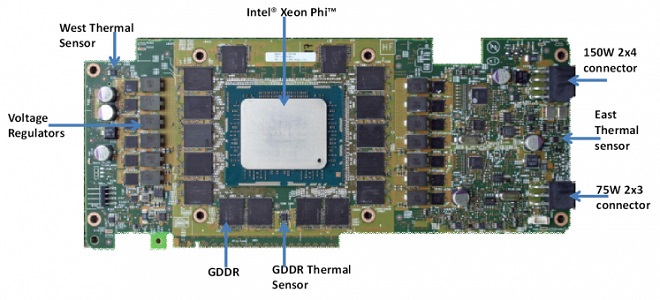 Intel® Xeon Phi™
West Thermal
Sensor
150W 2x4
connector
Voltage
Regulators
East
Thermal
sensor
75W 2x3
connector
GDDR
GDDR Thermal
Sensor
HF